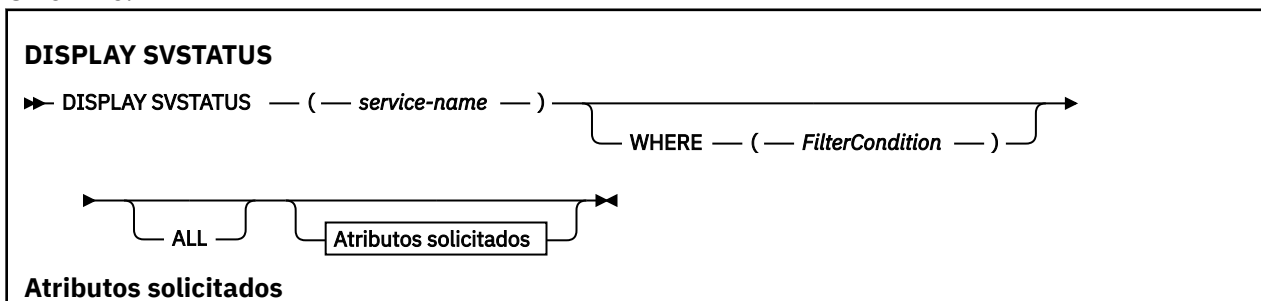 DISPLAY SVSTATUS
DISPLAY SVSTATUS ( service-name )
WHERE ( FilterCondition )
ALL Atributos solicitados
Atributos solicitados